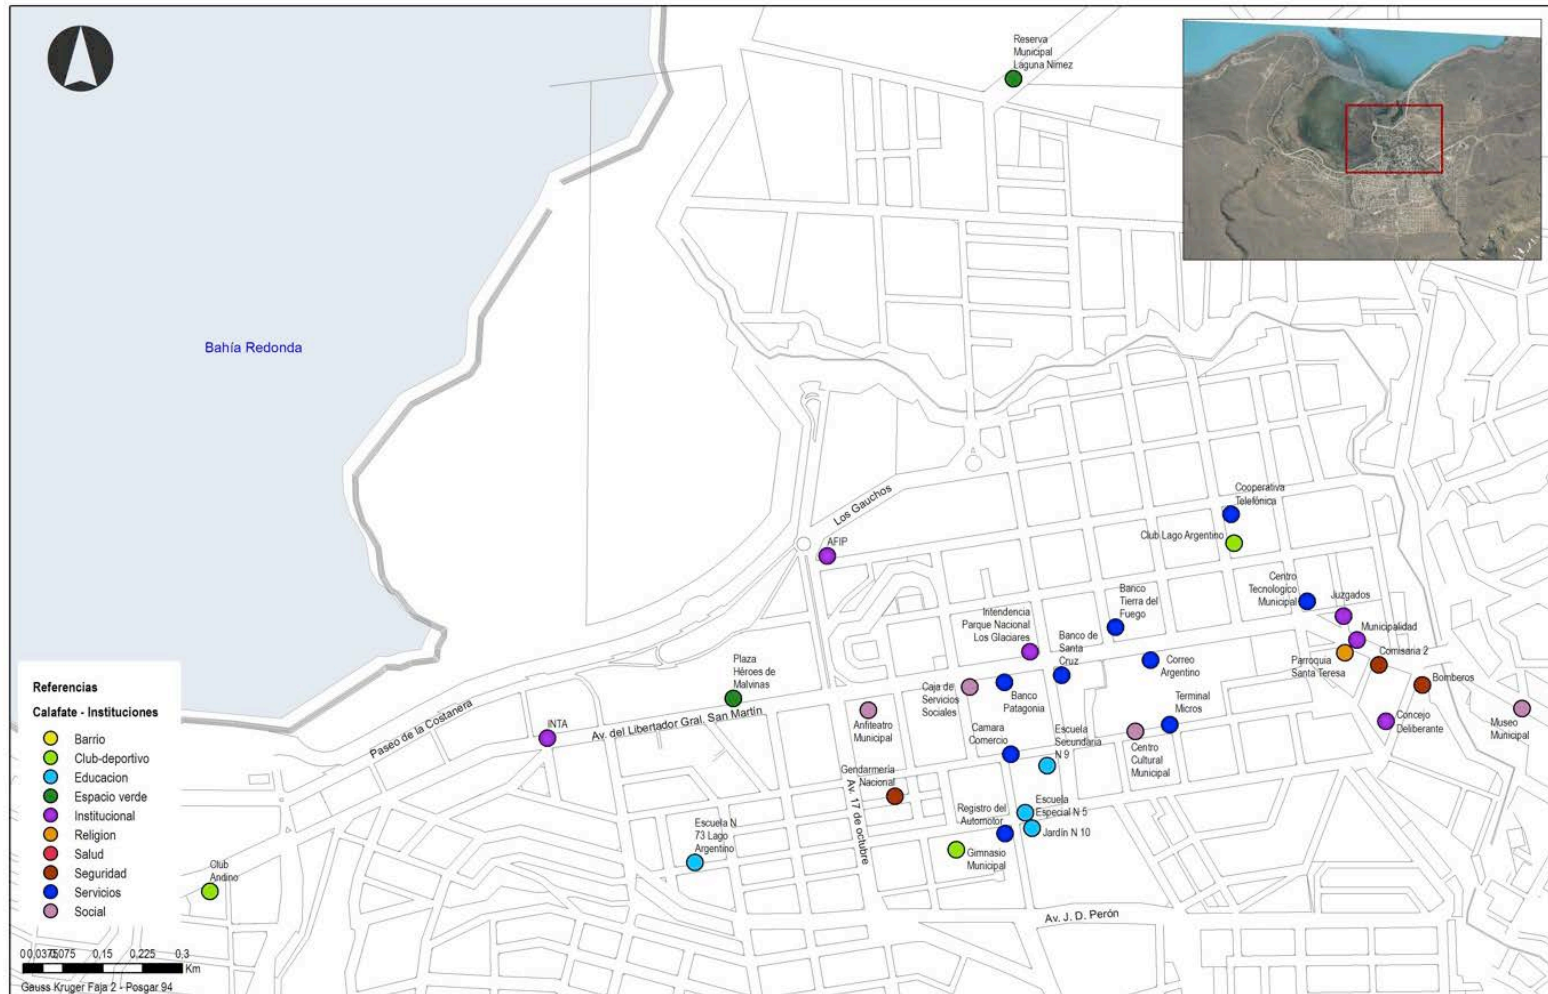 Reserva
Municipal
Laguna Nimez
Bahía Redonda
Los Gauchos
Cooperativa
Telefónica
AFIP
Club Lago Argentino
Banco
Tierra del
Fuego
Centro
Tecnologico
Municipal
Juzgados
Intendencia
Parque Nacional
Los Glaciares
Banco de
Santa
Cruz
Municipalidad
Plaza
Héroes de
Malvinas
Correo
Argentino
Parroquia
Santa Teresa
Comisaria 2
Bomberos
Caja de
Servicios
Sociales
Banco
Patagonia
Terminal
Micros
Paseo de la Costanera
INTA
Av. del Libertador Gral. San Martín
Anfiteatro
Municipal
Camara
Comercio
Escuela
Secundaria
N 9
Centro
Cultural
Municipal
Concejo
Deliberante
Museo
Municipal
Gendarmería
Nacional
Av. 17 de octubre
Escuela N
73 Lago
Argentino
Registro del
Automotor
Escuela
Especial N 5
Jardín N 10
Gimnasio
Municipal
Club
Andino
Av. J. D. Perón
Referencias
Calafate - Instituciones
Barrio
Club-deportivo
Educacion
Espacio verde
Institucional
Religion
Salud
Seguridad
Servicios
Social
0 0,0375 0,075 0,15 0,225 0,3
Km
Gauss Kruger Faja 2 - Posgar 94